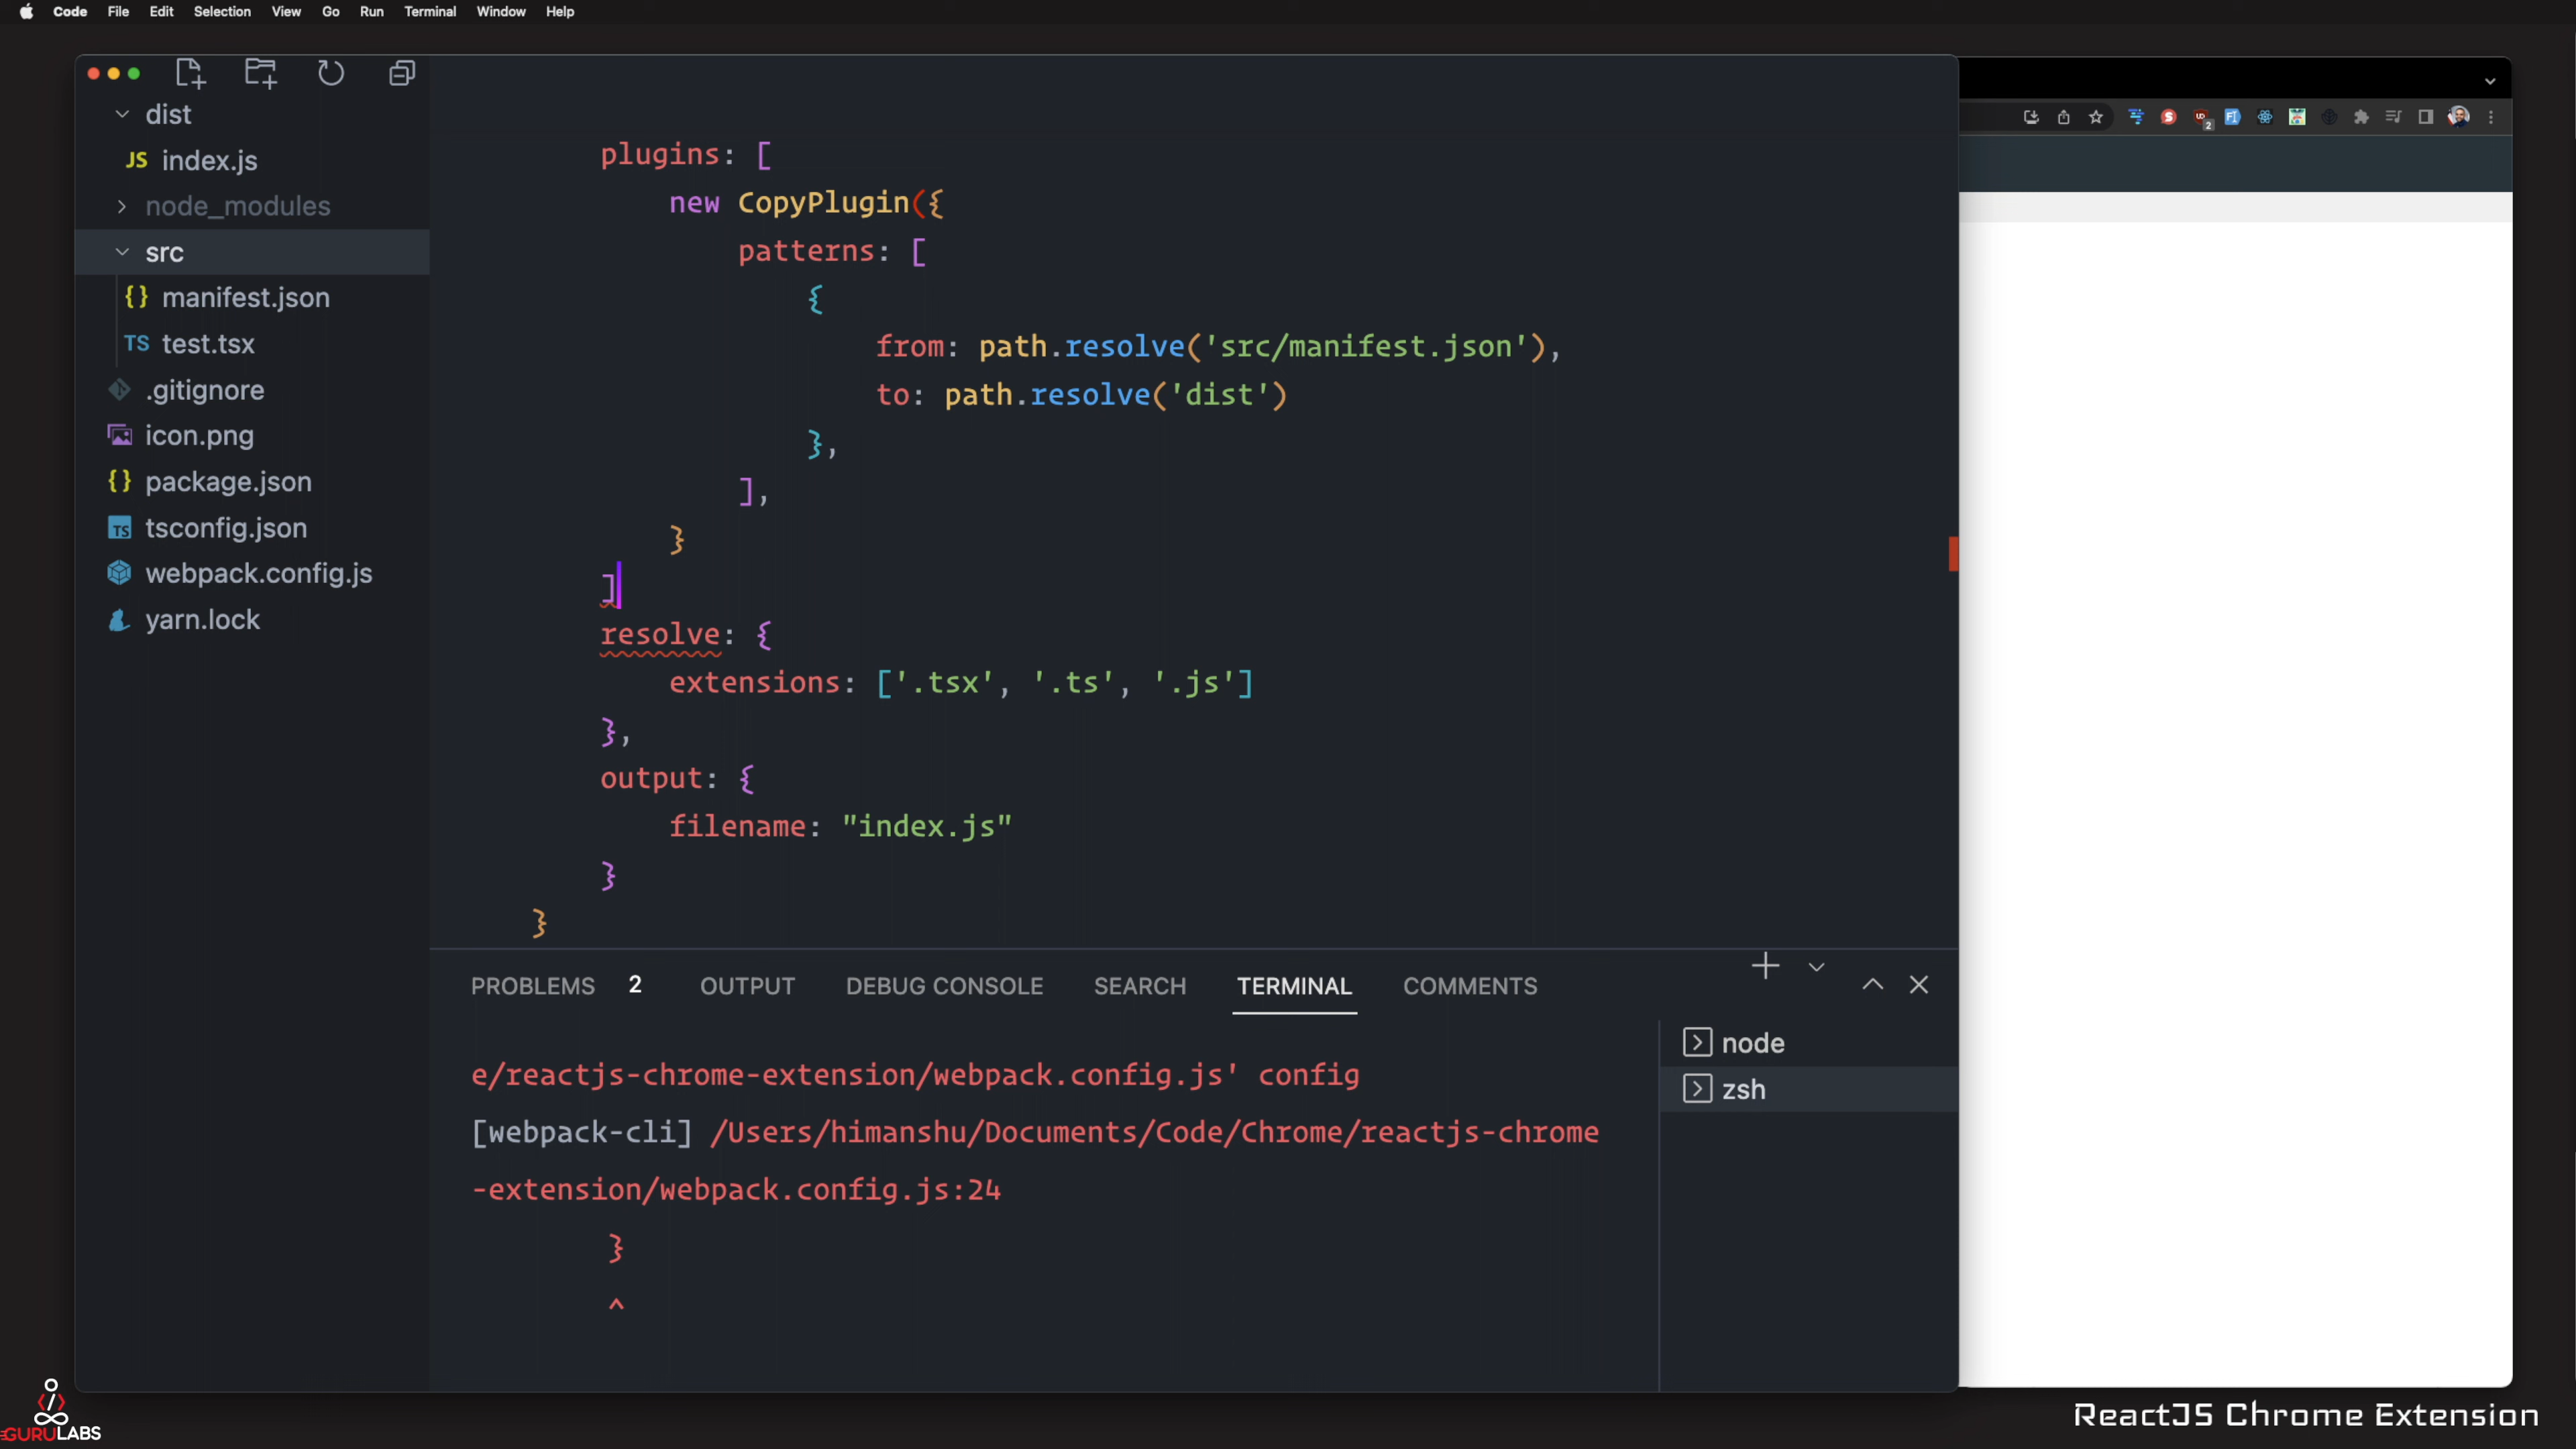 Code File Edit Selection View Go Run Terminal Window Help
dist
JS index.js
node_modules
src
{} manifest.json
TS test.tsx
.gitignore
icon.png
{} package.json
TS tsconfig.json
webpack.config.js
yarn.lock
plugins: [
new CopyPlugin({
patterns: [
{
from: path.resolve('src/manifest.json'),
to: path.resolve('dist')
},
],
}
]
resolve: {
extensions: ['.tsx', '.ts', '.js']
},
output: {
filename: "index.js"
}
}
PROBLEMS 2 OUTPUT DEBUG CONSOLE SEARCH TERMINAL COMMENTS
e/reactjs-chrome-extension/webpack.config.js' config
[webpack-cli] /Users/himanshu/Documents/Code/Chrome/reactjs-chrome
-extension/webpack.config.js:24
}
^
node
zsh
GURULABS
ReactJS Chrome Extension